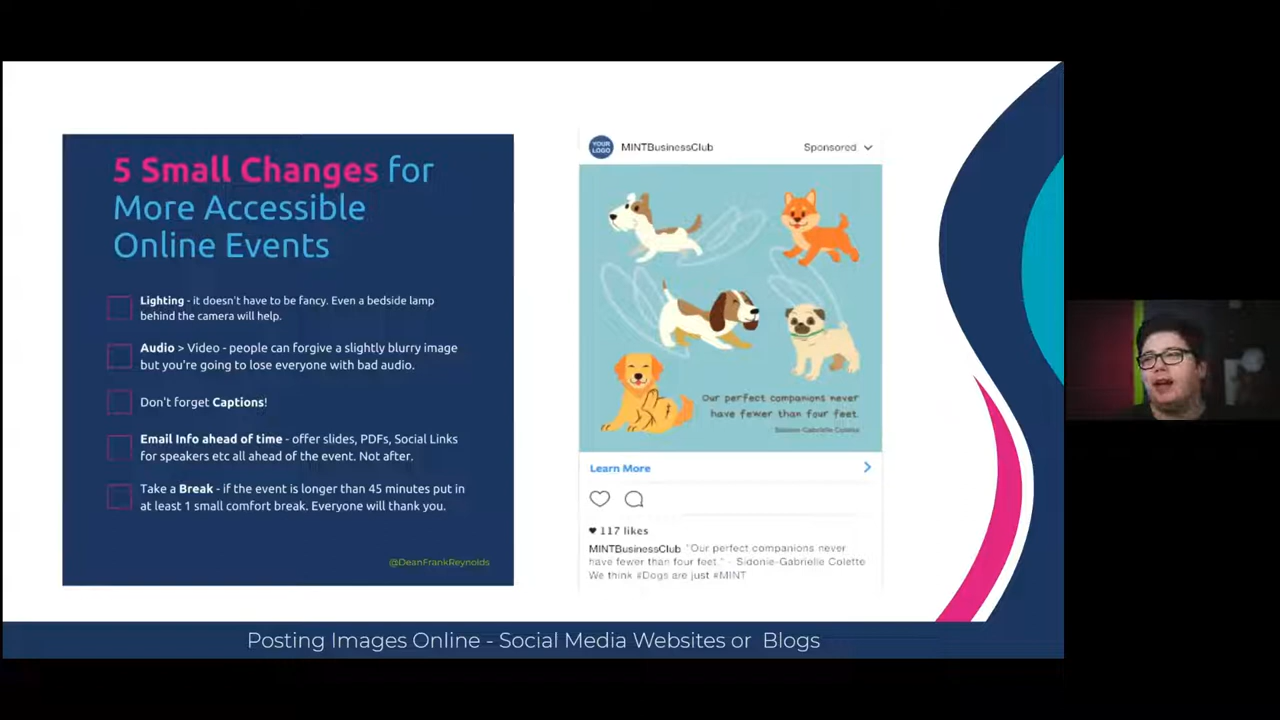 5 Small Changes for
More Accessible
Online Events
Lighting - it doesn't have to be fancy. Even a bedside lamp
behind the camera will help.
Audio > Video - people can forgive a slightly blurry image
but you're going to lose everyone with bad audio.
Don't forget Captions!
Email Info ahead of time - offer slides, PDFs, Social Links
for speakers etc all ahead of the event. Not after.
Take a Break - if the event is longer than 45 minutes put in
at least 1 small comfort break. Everyone will thank you.
@DeanFrankReynolds
YOUR
LOGO
MINTBusinessClub
Sponsored
Our perfect companions never
have fewer than four feet.
Sidonie-Gabrielle Colette
Learn More
117 likes
MINTBusinessClub "Our perfect companions never
have fewer than four feet." - Sidonie-Gabrielle Colette
We think #Dogs are just #MINT
Posting Images Online - Social Media Websites or Blogs